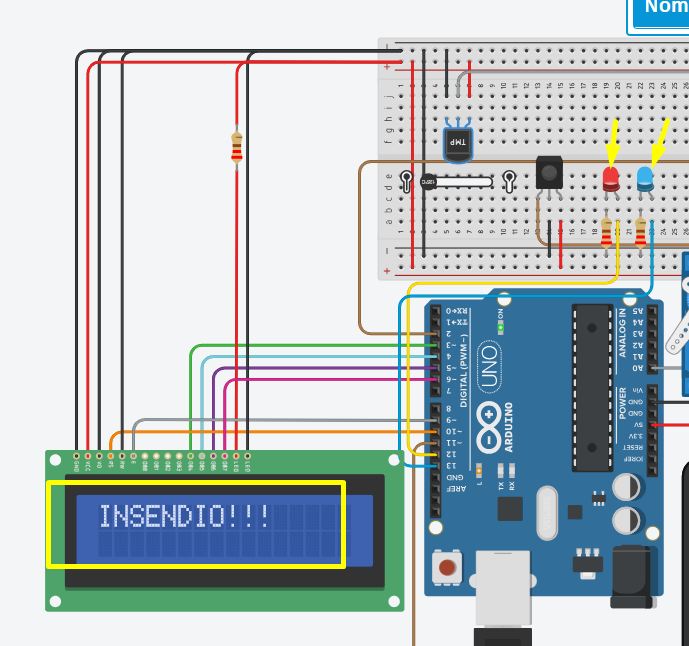 Nom
TMP
125°C
INSENDIO!!!
GND
VCC
V0
RS
RW
E
DB0
DB1
DB2
DB3
DB4
DB5
DB6
DB7
LED
LED
RX←0
TX→1
2
~3
4
~5
~6
7
8
~9
~10
~11
12
13
GND
AREF
DIGITAL (PWM~)
UNO
ARDUINO
ON
L
TX
RX
ANALOG IN
A5
A4
A3
A2
A1
A0
POWER
Vin
GND
GND
5V
3.3V
RESET
IOREF